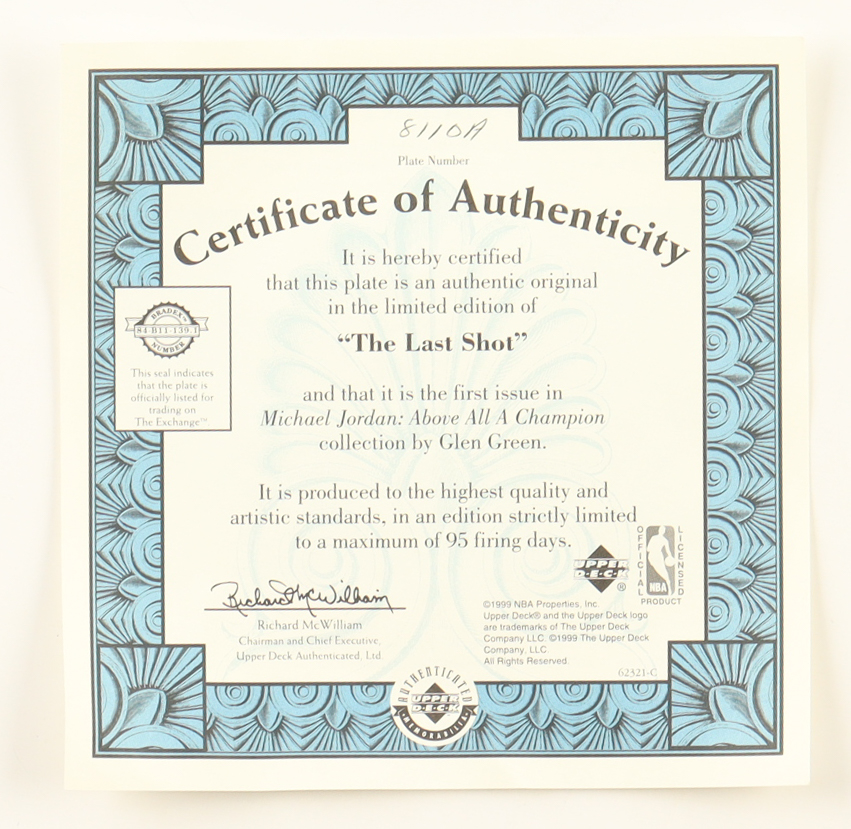 8110A
Plate Number
Certificate of Authenticity
It is hereby certified
that this plate is an authentic original
in the limited edition of
“The Last Shot”
and that it is the first issue in
Michael Jordan: Above All A Champion
collection by Glen Green.
It is produced to the highest quality and
artistic standards, in an edition strictly limited
to a maximum of 95 firing days.
BRADEX™
84-B11-139.1
NUMBER
This seal indicates
that the plate is
officially listed for
trading on
The Exchange™
Richard McWilliam
Richard McWilliam
Chairman and Chief Executive,
Upper Deck Authenticated, Ltd.
UPPER
DECK
®
OFFICIAL
LICENSED
NBA
PRODUCT
©1999 NBA Properties, Inc.
Upper Deck® and the Upper Deck logo
are trademarks of The Upper Deck
Company LLC. ©1999 The Upper Deck
Company, LLC.
All Rights Reserved.
62321-C
AUTHENTICATED
UPPER
DECK
MEMORABILIA